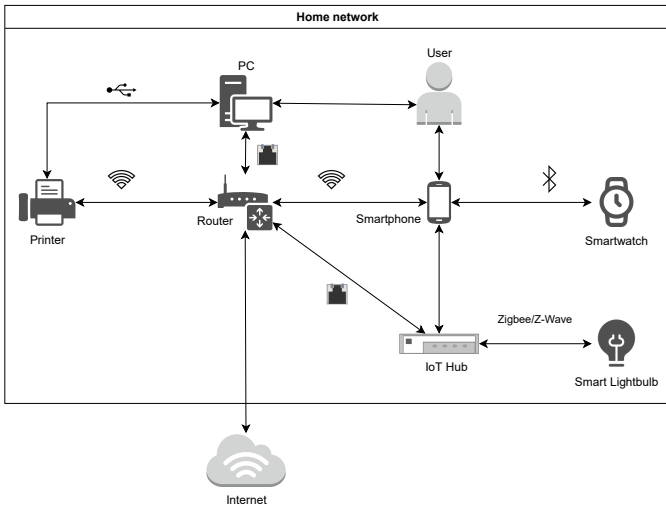 Home network
PC
User
Printer
Router
Smartphone
Smartwatch
Zigbee/Z-Wave
IoT Hub
Smart Lightbulb
Internet